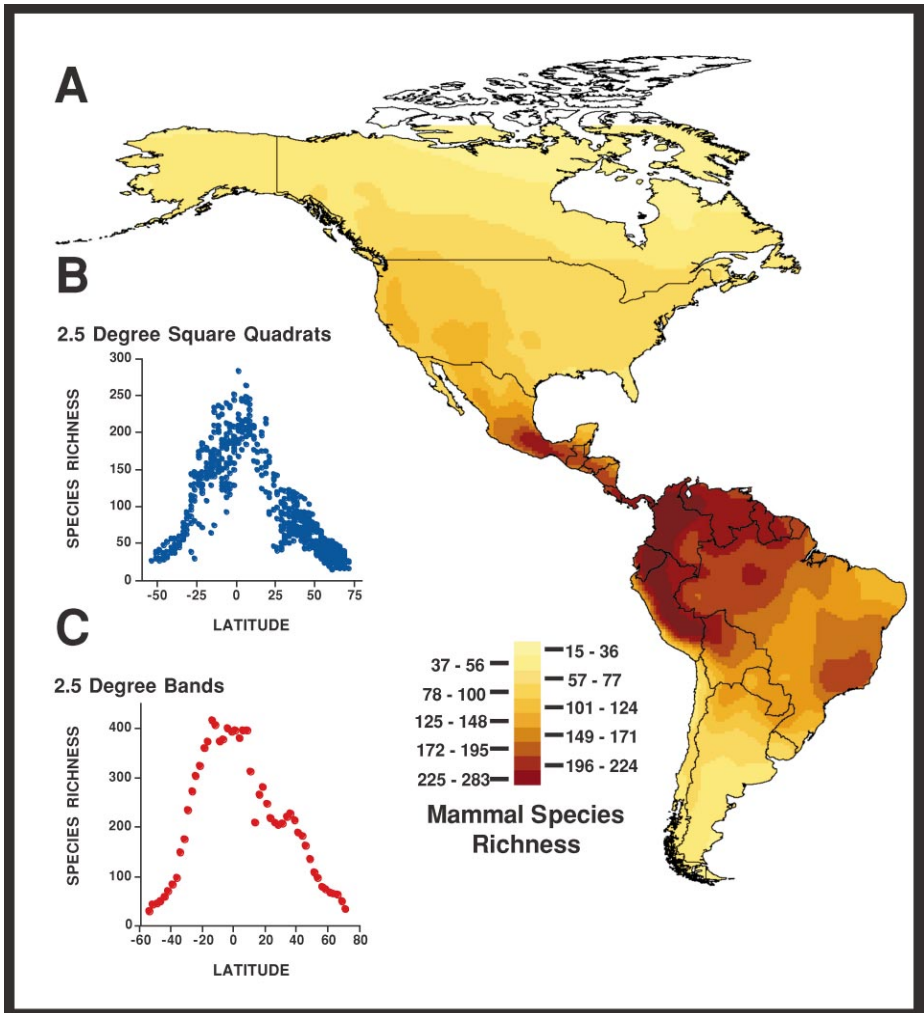 A
B
2.5 Degree Square Quadrats
300
250
200
150
100
50
0
SPECIES RICHNESS
-50 -25 0 25 50 75
LATITUDE
C
2.5 Degree Bands
400
300
200
100
0
SPECIES RICHNESS
-60 -40 -20 0 20 40 60 80
LATITUDE
15 - 36
37 - 56
57 - 77
78 - 100
101 - 124
125 - 148
149 - 171
172 - 195
196 - 224
225 - 283
Mammal Species
Richness